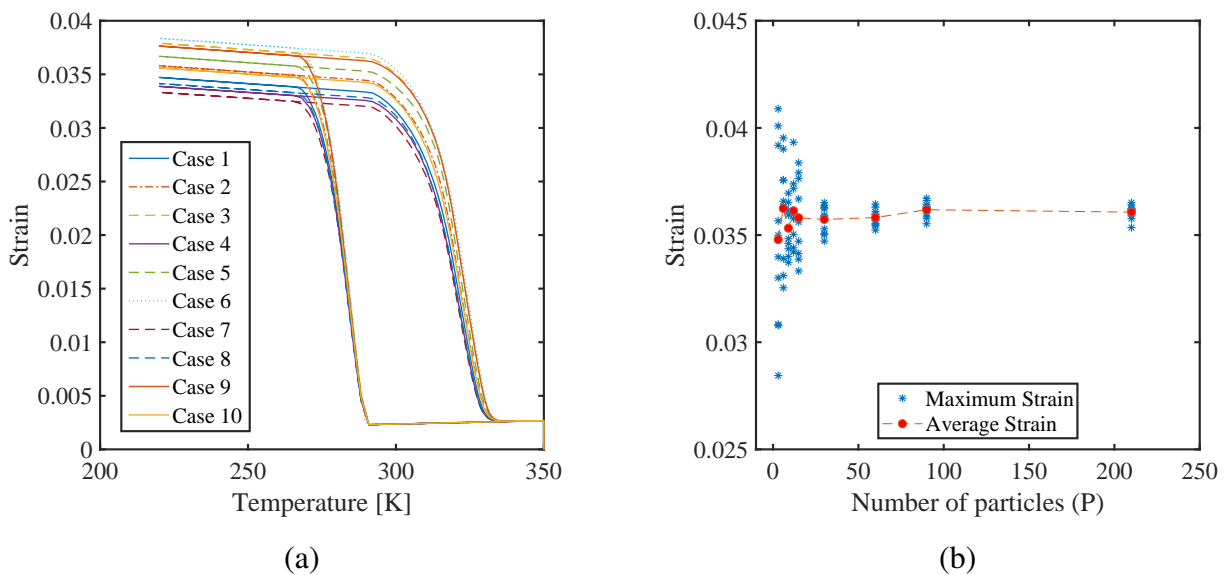 0.04
0.035
0.03
0.025
0.02
0.015
0.01
0.005
0
Strain
Case 1
Case 2
Case 3
Case 4
Case 5
Case 6
Case 7
Case 8
Case 9
Case 10
200 250 300 350
Temperature [K]
(a)
0.045
0.04
0.035
0.03
0.025
Strain
Maximum Strain
Average Strain
0 50 100 150 200 250
Number of particles (P)
(b)